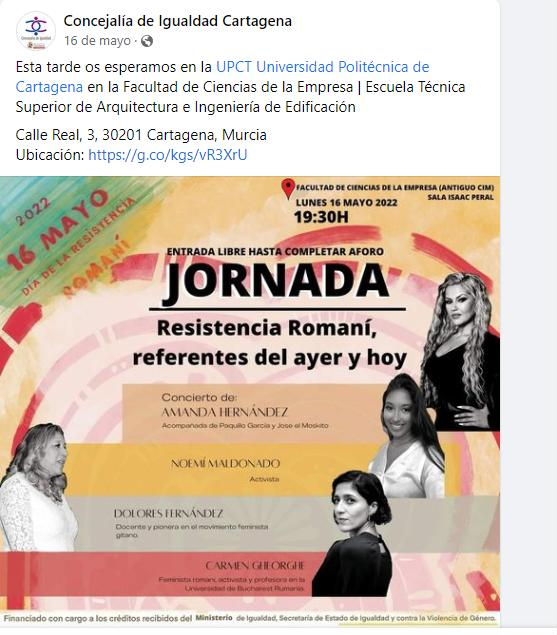 Concejalía de Igualdad Cartagena
16 de mayo ·
Esta tarde os esperamos en la UPCT Universidad Politécnica de
Cartagena en la Facultad de Ciencias de la Empresa | Escuela Técnica
Superior de Arquitectura e Ingeniería de Edificación
Calle Real, 3, 30201 Cartagena, Murcia
Ubicación: https://g.co/kgs/vR3XrU
2022
16 MAYO
DIA DE LA RESISTENCIA
ROMANÍ
FACULTAD DE CIENCIAS DE LA EMPRESA (ANTIGUO CIM)
SALA ISAAC PERAL
LUNES 16 MAYO 2022
19:30H
ENTRADA LIBRE HASTA COMPLETAR AFORO
JORNADA
Resistencia Romaní,
referentes del ayer y hoy
Concierto de:
AMANDA HERNÁNDEZ
Acompañada de Paquillo García y Jose el Moskito
NOEMÍ MALDONADO
Activista
DOLORES FERNÁNDEZ
Docente y pionera en el movimiento feminista
gitano.
CARMEN GHEORGHE
Feminista romaní, activista y profesora en la
Universidad de Bucharest Rumania.
Financiado con cargo a los créditos recibidos del Ministerio de Igualdad, Secretaría de Estado de Igualdad y contra la Violencia de Género.